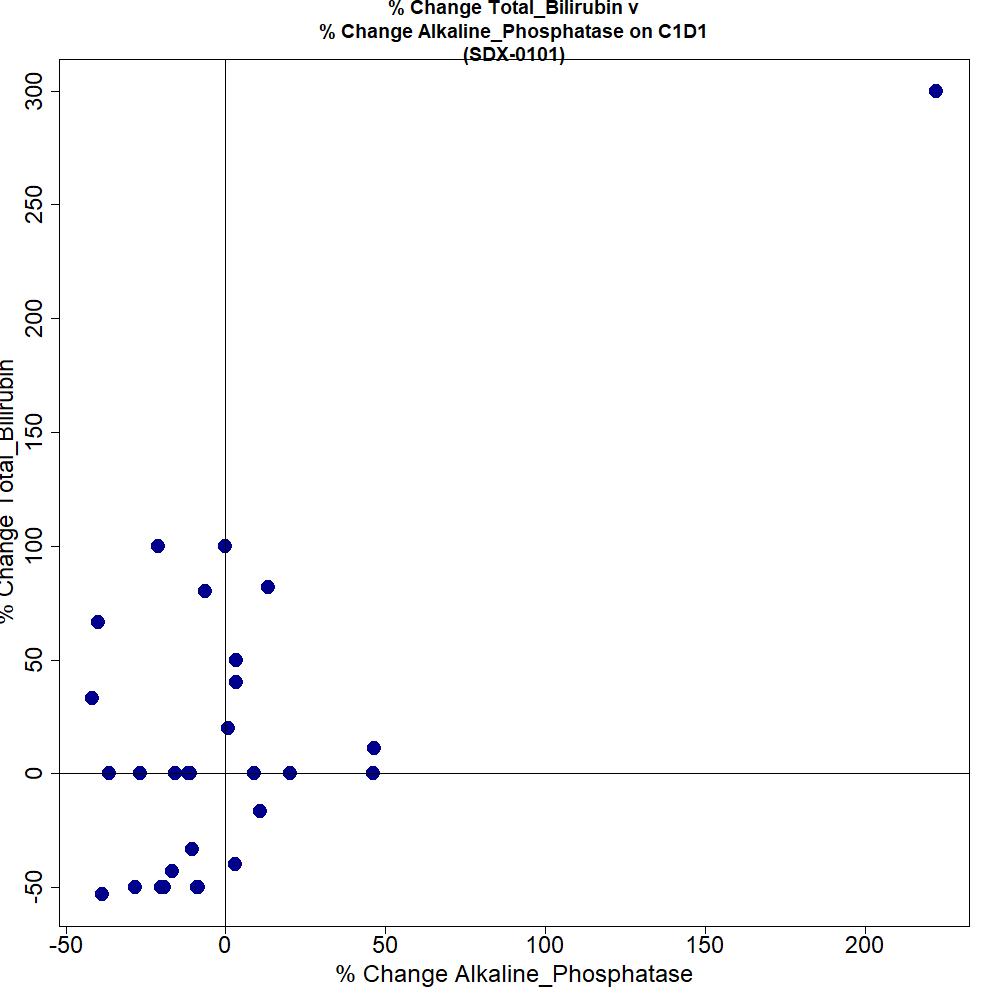 % Change Total_Bilirubin v
% Change Alkaline_Phosphatase on C1D1
(SDX-0101)
% Change Total_Bilirubin
300
250
200
150
100
50
0
-50
-50 0 50 100 150 200
% Change Alkaline_Phosphatase